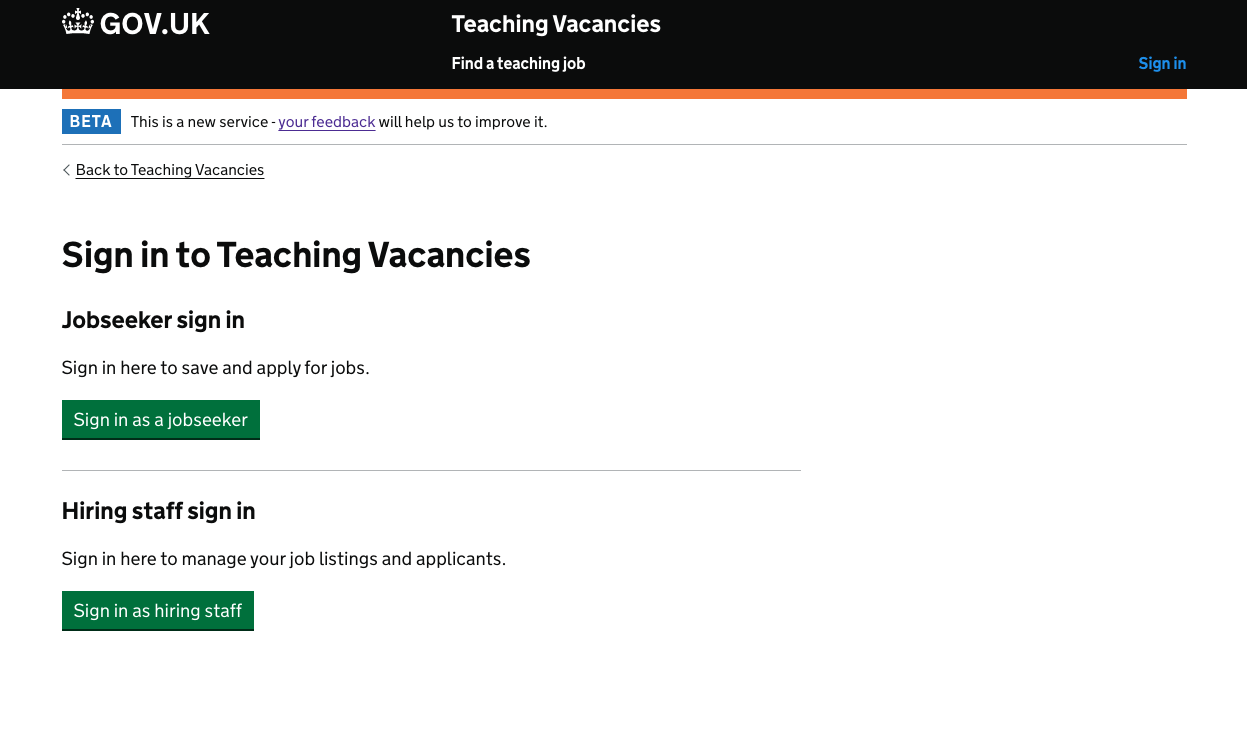 GOV.UK
Teaching Vacancies
Find a teaching job
Sign in
BETA This is a new service - your feedback will help us to improve it.
Back to Teaching Vacancies
Sign in to Teaching Vacancies
Jobseeker sign in
Sign in here to save and apply for jobs.
Sign in as a jobseeker
Hiring staff sign in
Sign in here to manage your job listings and applicants.
Sign in as hiring staff